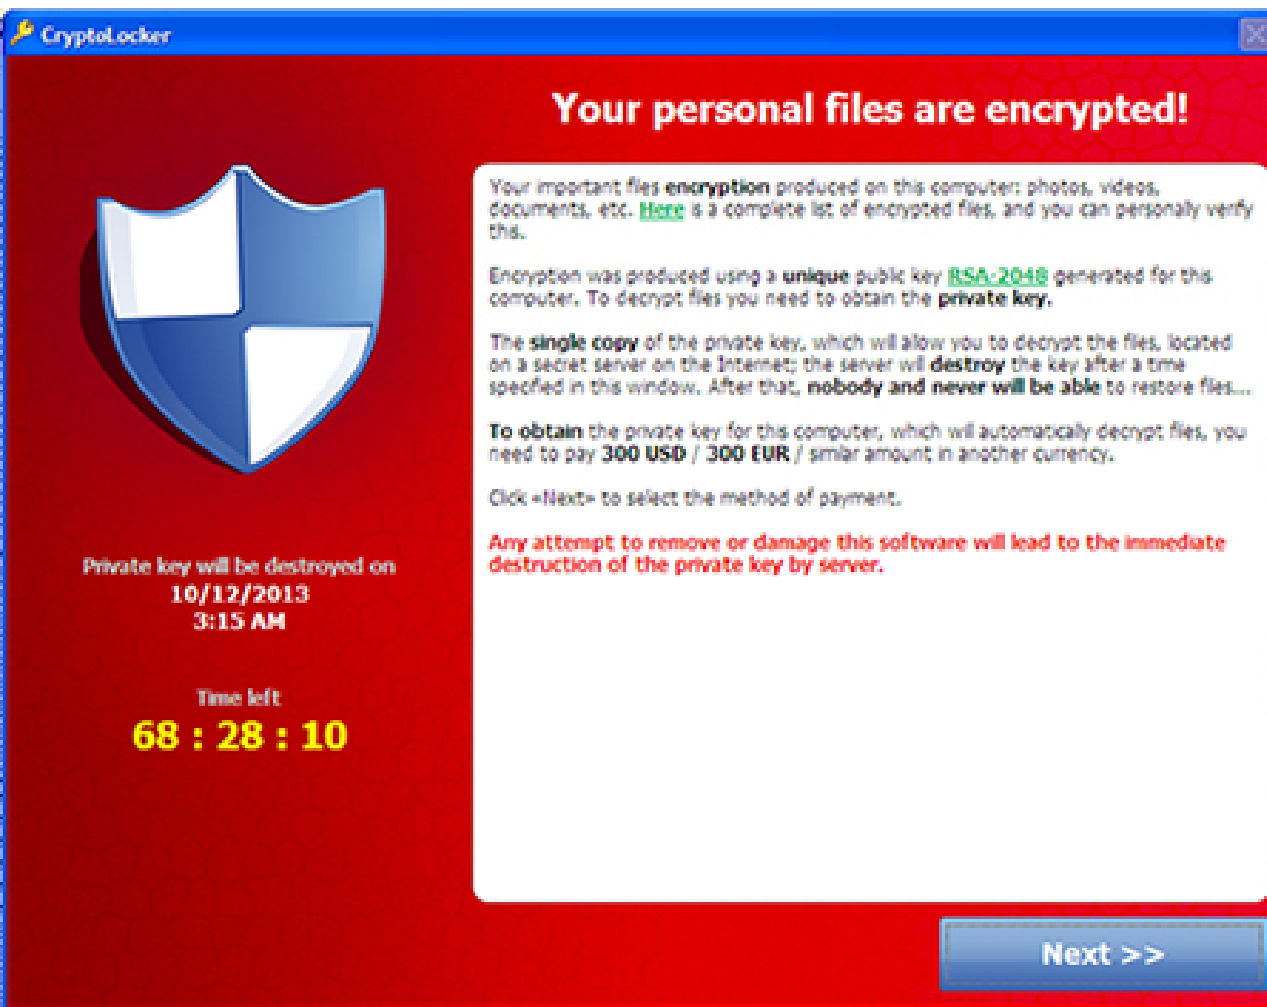 CryptoLocker
Your personal files are encrypted!
Your important files encryption produced on this computer: photos, videos,
documents, etc. Here is a complete list of encrypted files, and you can personally verify
this.
Encryption was produced using a unique public key RSA-2048 generated for this
computer. To decrypt files you need to obtain the private key.
The single copy of the private key, which will allow you to decrypt the files, located
on a secret server on the Internet; the server will destroy the key after a time
specified in this window. After that, nobody and never will be able to restore files...
To obtain the private key for this computer, which will automatically decrypt files, you
need to pay 300 USD / 300 EUR / similar amount in another currency.
Click «Next» to select the method of payment.
Any attempt to remove or damage this software will lead to the immediate
destruction of the private key by server.
Private key will be destroyed on
10/12/2013
3:15 AM
Time left
68 : 28 : 10
Next >>